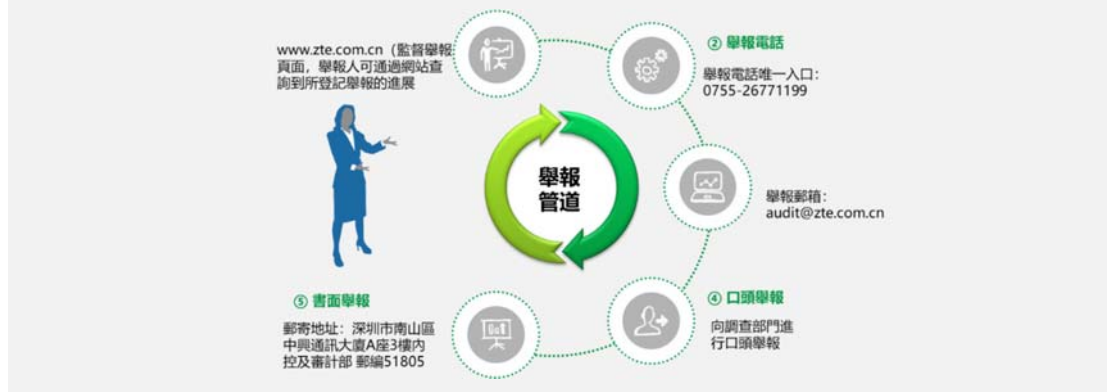 www.zte.com.cn（監督舉報
頁面，舉報人可通過網站查
詢到所登記舉報的進展
② 舉報電話
舉報電話唯一入口：
0755-26771199
舉報
管道
舉報郵箱：
audit@zte.com.cn
④ 口頭舉報
向調查部門進
行口頭舉報
⑤ 書面舉報
郵寄地址：深圳市南山區
中興通訊大廈A座3樓內
控及審計部 郵編51805